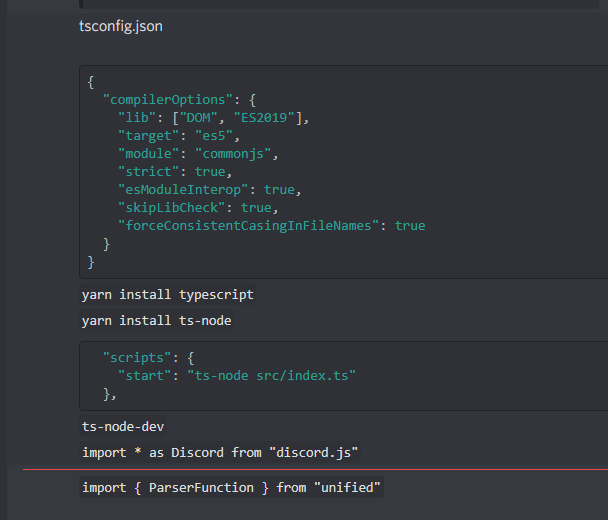 tsconfig.json
{
  "compilerOptions": {
    "lib": ["DOM", "ES2019"],
    "target": "es5",
    "module": "commonjs",
    "strict": true,
    "esModuleInterop": true,
    "skipLibCheck": true,
    "forceConsistentCasingInFileNames": true
  }
}
yarn install typescript
yarn install ts-node
  "scripts": {
    "start": "ts-node src/index.ts"
  },
ts-node-dev
import * as Discord from "discord.js"
import { ParserFunction } from "unified"